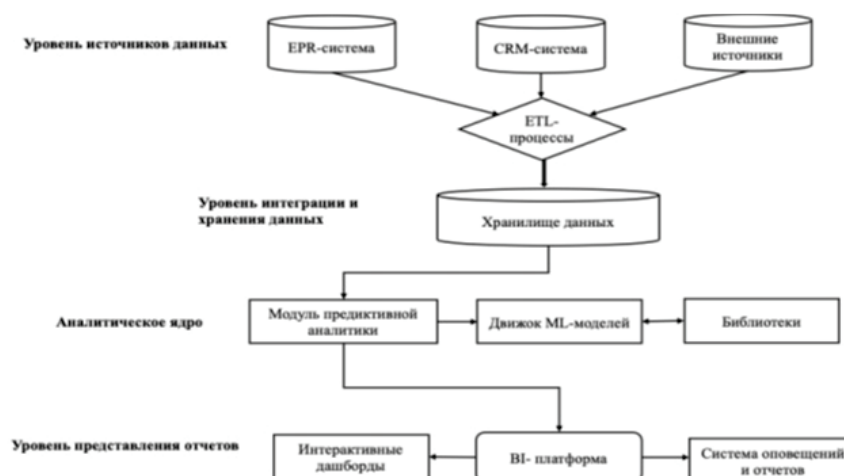 Уровень источников данных
EPR-система
CRM-система
Внешние
источники
ETL-
процессы
Уровень интеграции и
хранения данных
Хранилище данных
Аналитическое ядро
Модуль предиктивной
аналитики
Движок ML-моделей
Библиотеки
Уровень представления отчетов
Интерактивные
дашборды
BI- платформа
Система оповещений
и отчетов